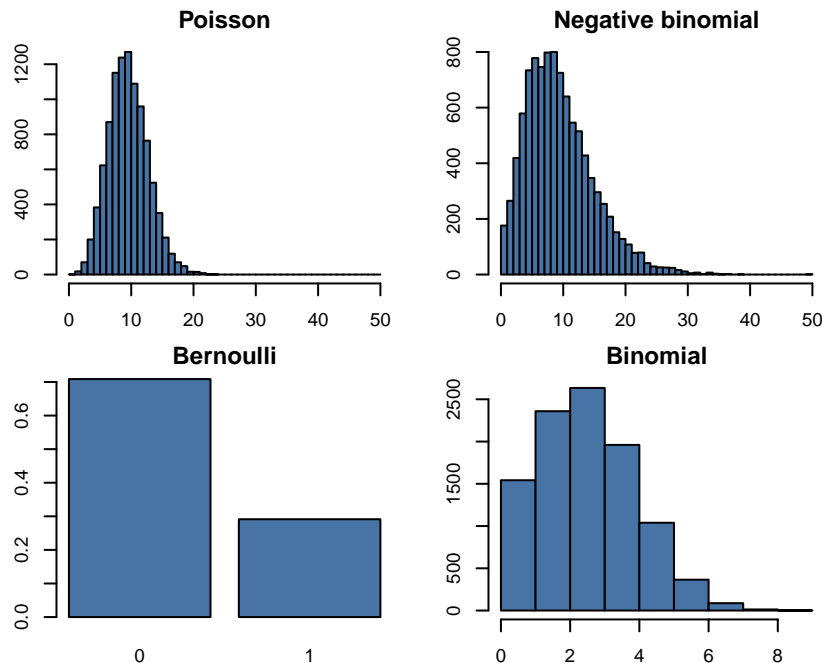 Poisson
0 400 800 1200
0 10 20 30 40 50
Negative binomial
0 200 400 600 800
0 10 20 30 40 50
Bernoulli
0.0 0.2 0.4 0.6
0 1
Binomial
0 500 1500 2500
0 2 4 6 8